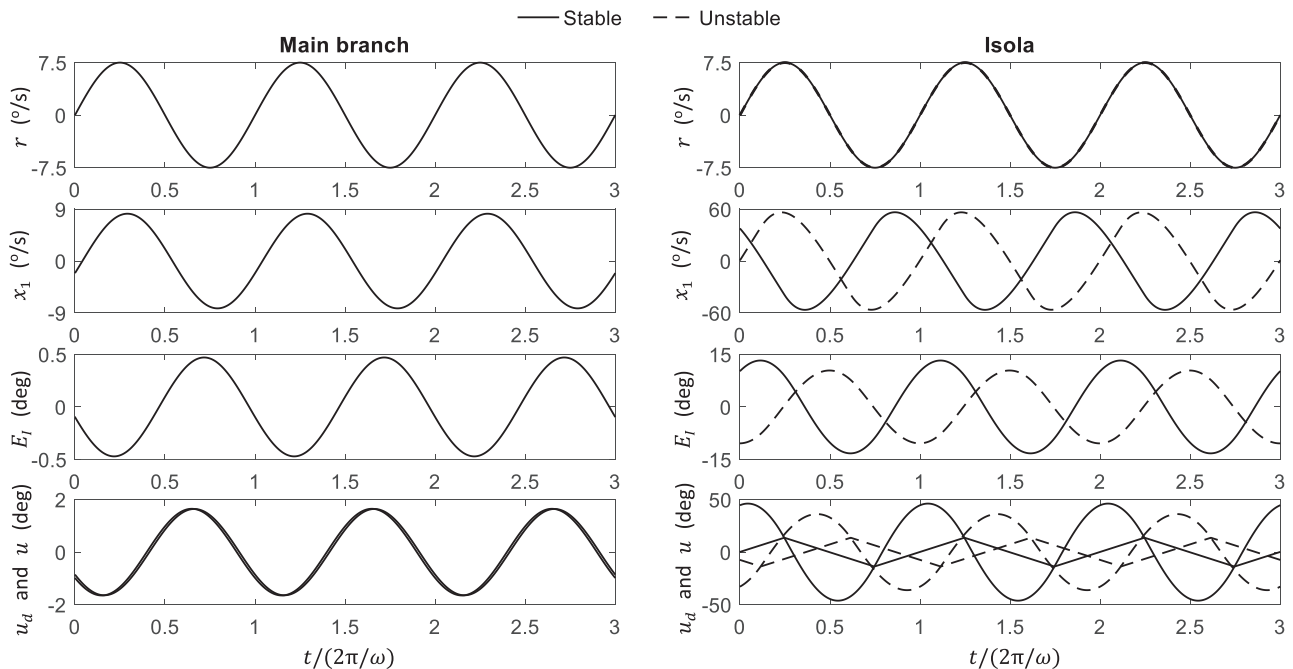 Stable Unstable
Main branch
Isola
7.5
0
-7.5
r (°/s)
0 0.5 1 1.5 2 2.5 3
9
0
-9
x₁ (°/s)
0 0.5 1 1.5 2 2.5 3
0.5
0
-0.5
E_I (deg)
0 0.5 1 1.5 2 2.5 3
2
0
-2
u_d and u (deg)
0 0.5 1 1.5 2 2.5 3
t/(2π/ω)
7.5
0
-7.5
r (°/s)
0 0.5 1 1.5 2 2.5 3
60
0
-60
x₁ (°/s)
0 0.5 1 1.5 2 2.5 3
15
0
-15
E_I (deg)
0 0.5 1 1.5 2 2.5 3
50
0
-50
u_d and u (deg)
0 0.5 1 1.5 2 2.5 3
t/(2π/ω)